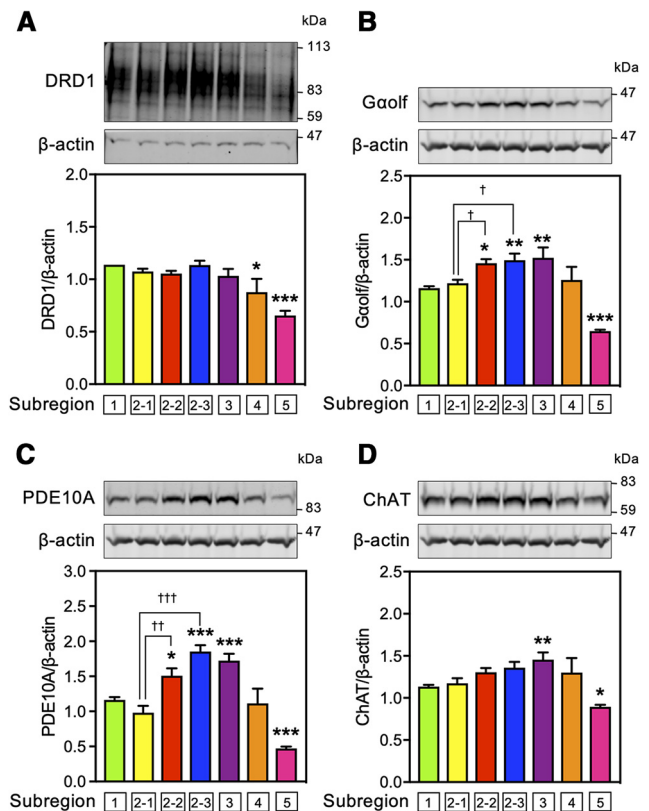 A
kDa
DRD1
113
83
59
β-actin
47
2.0
1.5
1.0
0.5
0.0
DRD1/β-actin
* ***
Subregion 1 2-1 2-2 2-3 3 4 5
B
kDa
Gαolf
47
β-actin
47
2.5
2.0
1.5
1.0
0.5
0.0
Gαolf/β-actin
†
†
* ** ** ***
Subregion 1 2-1 2-2 2-3 3 4 5
C
kDa
PDE10A
83
β-actin
47
3.0
2.5
2.0
1.5
1.0
0.5
0.0
PDE10A/β-actin
†††
††
* *** *** ***
Subregion 1 2-1 2-2 2-3 3 4 5
D
kDa
ChAT
83
59
β-actin
47
2.5
2.0
1.5
1.0
0.5
0.0
ChAT/β-actin
** *
Subregion 1 2-1 2-2 2-3 3 4 5